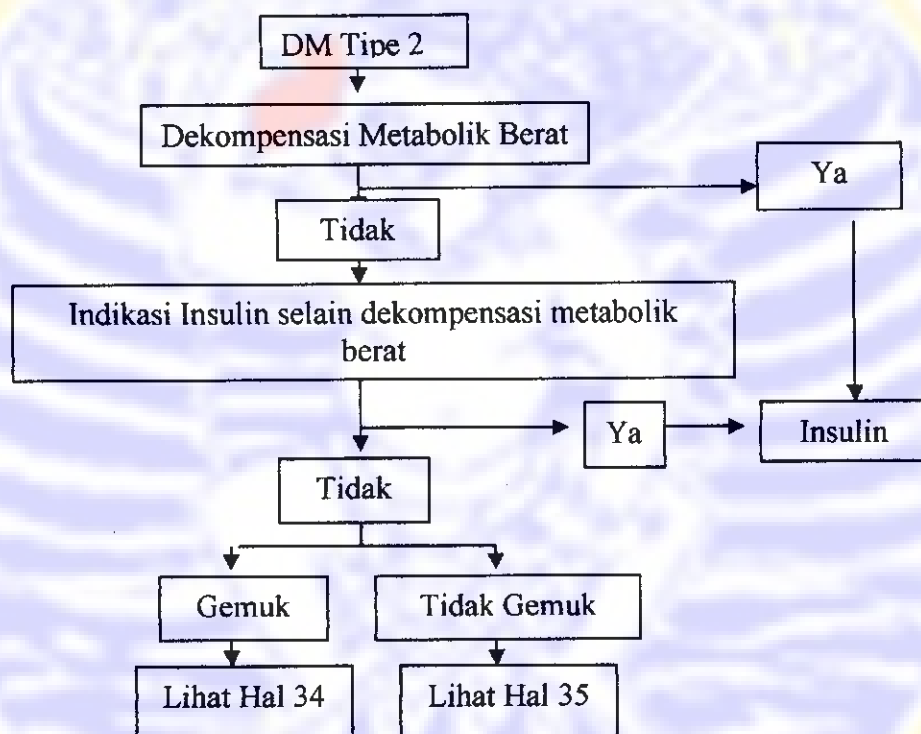 DM Tipe 2
Dekompensasi Metabolik Berat
Ya
Tidak
Indikasi Insulin selain dekompensasi metabolik
berat
Ya
Insulin
Tidak
Gemuk
Tidak Gemuk
Lihat Hal 34
Lihat Hal 35